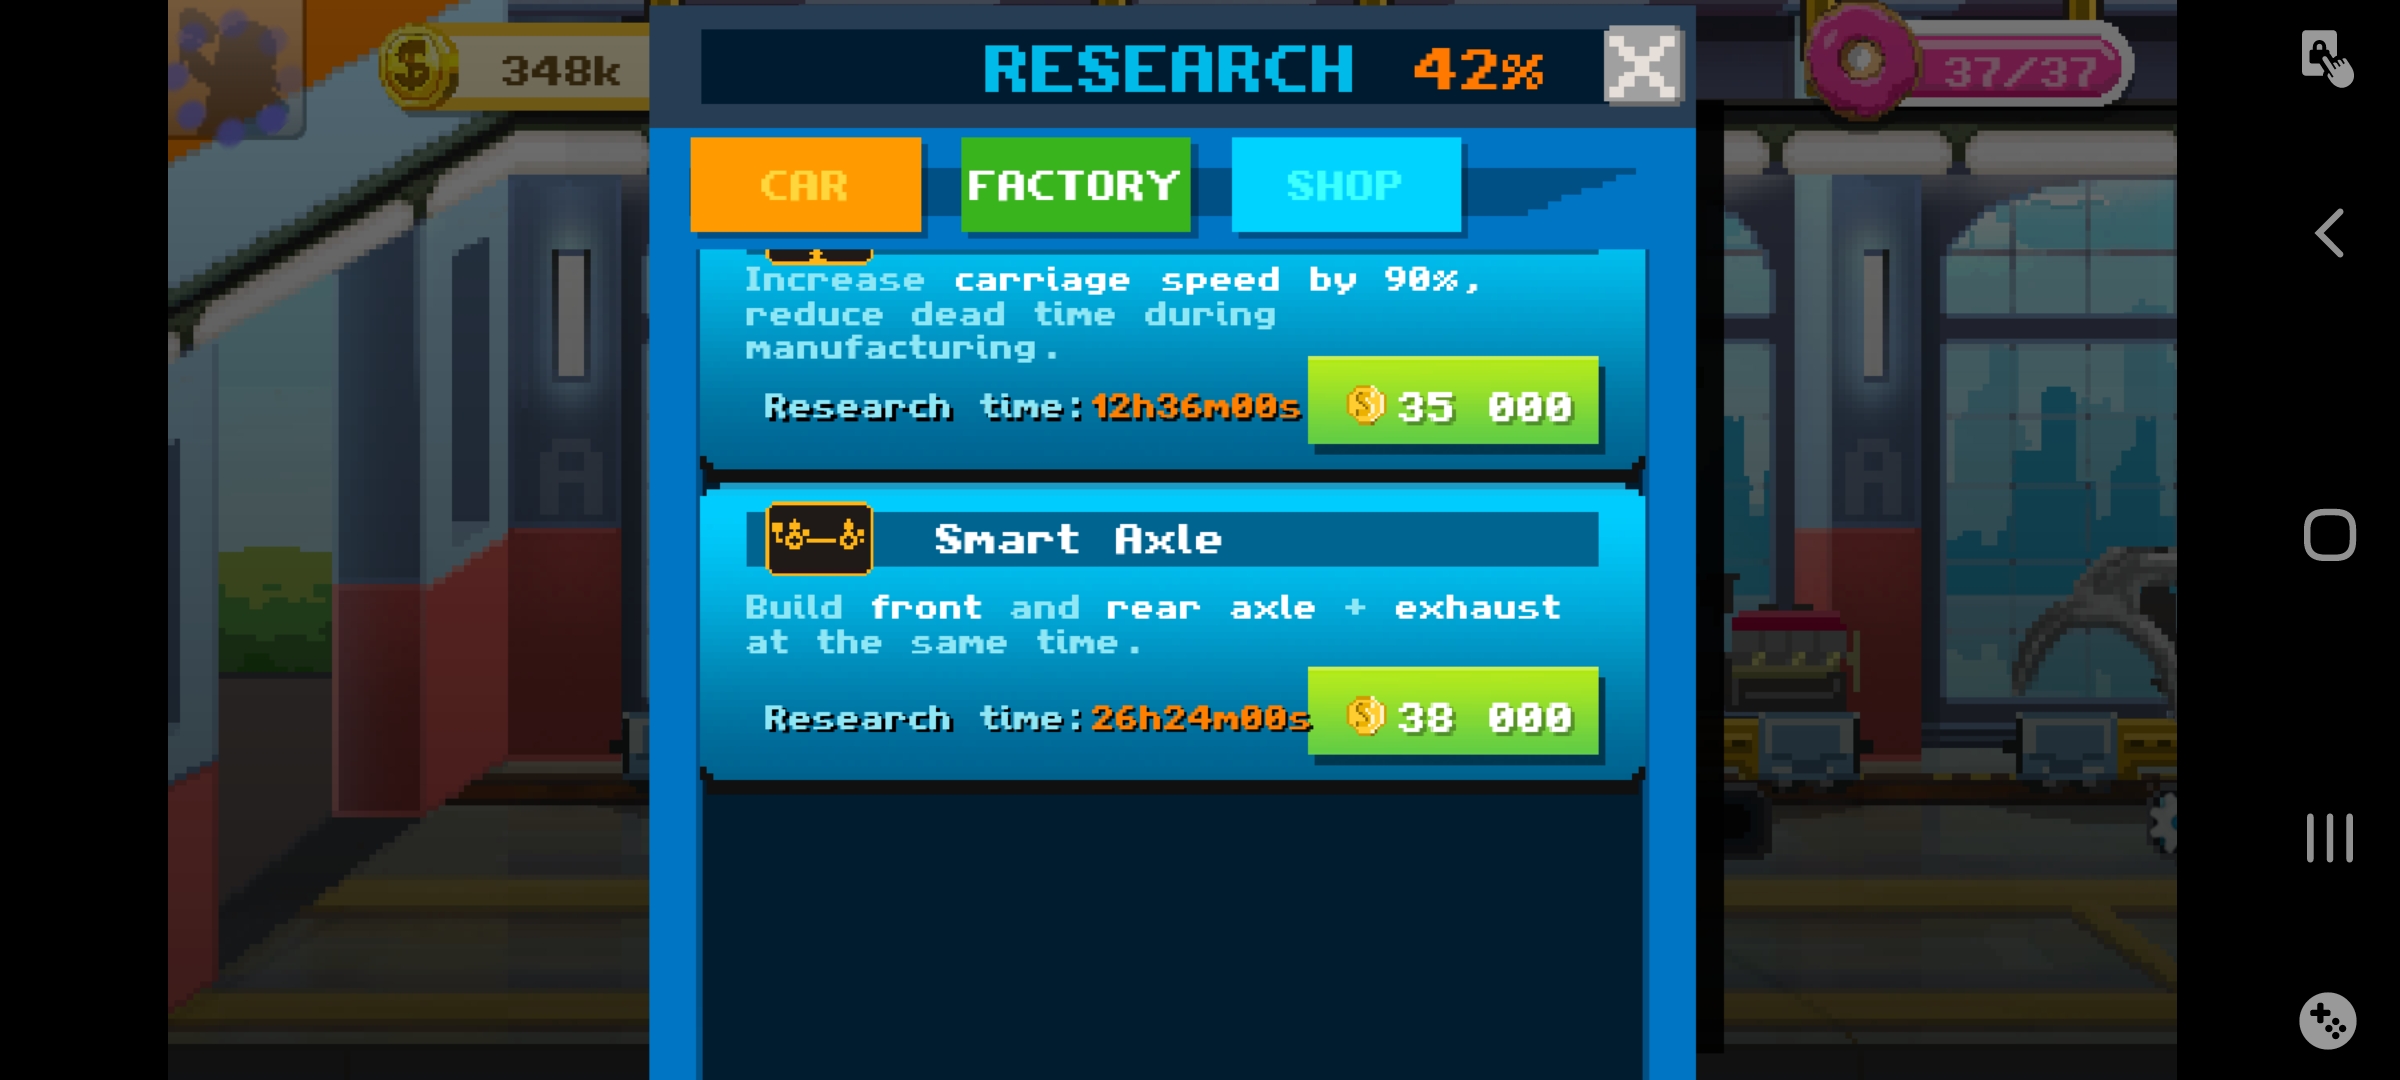 348k
RESEARCH 42%
37/37
CAR FACTORY SHOP
Increase carriage speed by 90%,
reduce dead time during
manufacturing.
Research time:12h36m00s 35 000
Smart Axle
Build front and rear axle + exhaust
at the same time.
Research time:26h24m00s 38 000
A
A